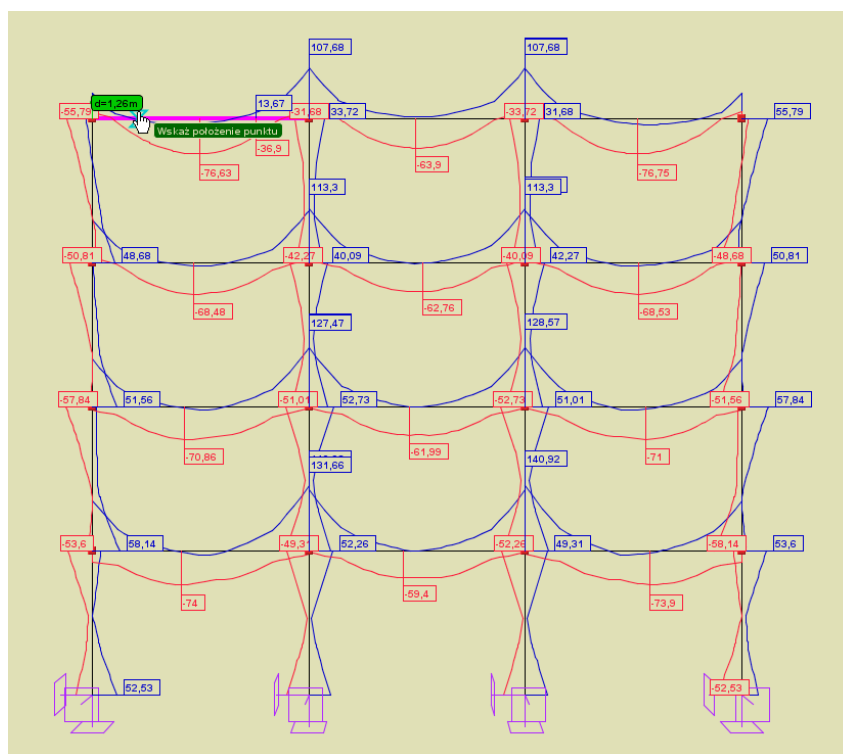 107,68 107,68
d=1,26m
-55,79 13,67 -31,68 33,72 -33,72 31,68 55,79
Wskaż położenie punktu
-36,9
-63,9
-76,63 -76,75
113,3 113,3
-50,81 48,68 -42,27 40,09 -40,09 42,27 -48,68 50,81
-68,48 -62,76 -68,53
127,47 128,57
-57,84 51,56 -51,01 52,73 -52,73 51,01 -51,56 57,84
-70,86 -61,99 -71
131,66 140,92
-53,6 58,14 -49,31 52,26 -52,26 49,31 -58,14 53,6
-74 -59,4 -73,9
52,53 -52,53